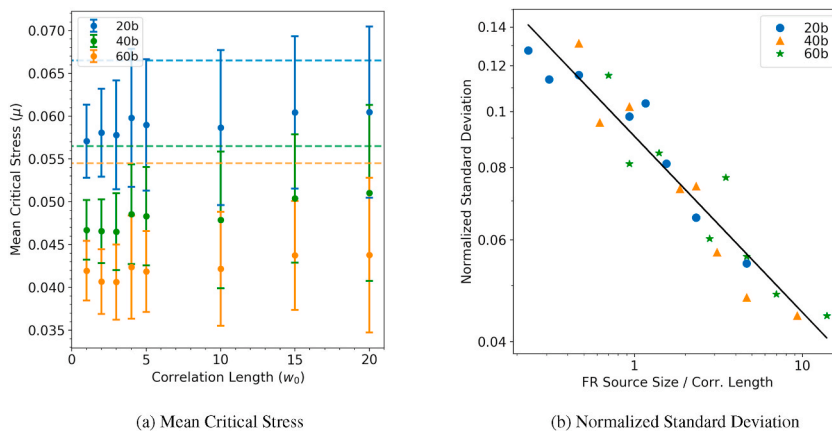 20b
40b
60b
0.070
0.065
0.060
0.055
0.050
0.045
0.040
0.035
Mean Critical Stress (μ)
0 5 10 15 20
Correlation Length (w₀)
(a) Mean Critical Stress
20b
40b
60b
0.14
0.12
0.1
0.08
0.06
0.04
Normalized Standard Deviation
1 10
FR Source Size / Corr. Length
(b) Normalized Standard Deviation